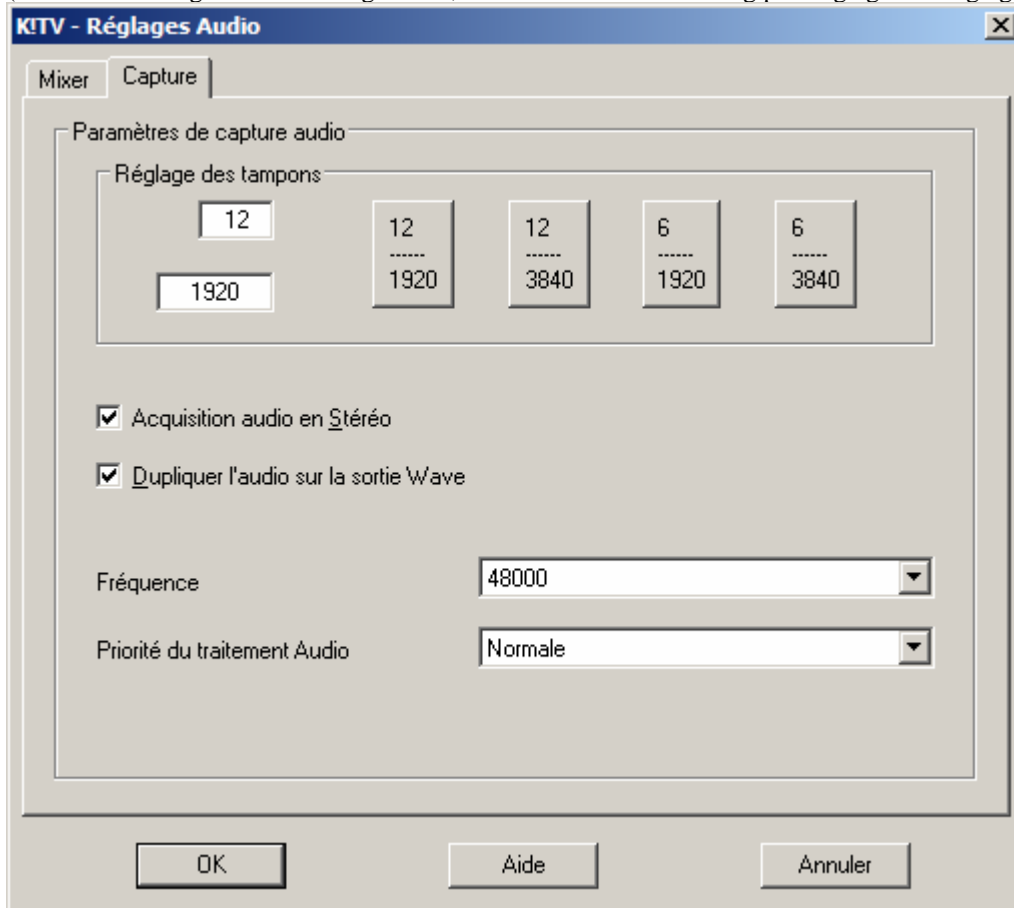 K!TV - Réglages Audio
Mixer Capture
Paramètres de capture audio
Réglage des tampons
12
1920
12
------
1920
12
------
3840
6
------
1920
6
------
3840
Acquisition audio en Stéréo
Dupliquer l'audio sur la sortie Wave
Fréquence 48000
Priorité du traitement Audio Normale
OK Aide Annuler